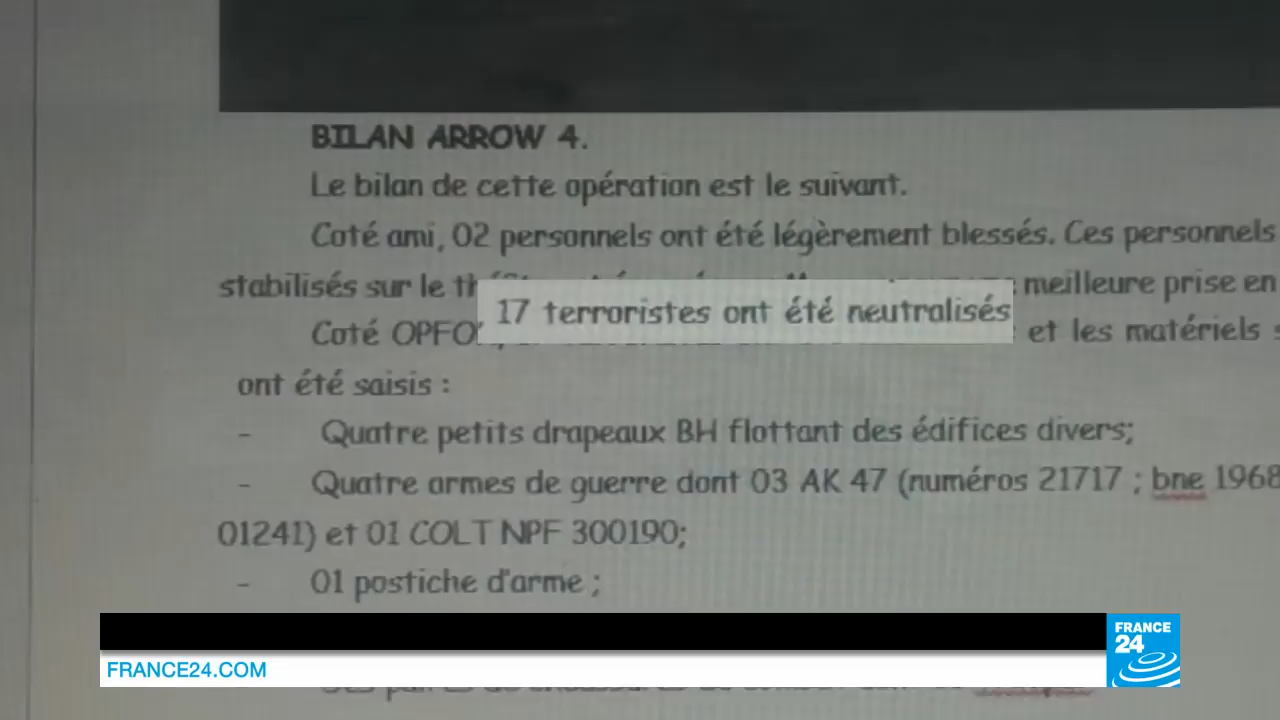 BILAN ARROW 4.
Le bilan de cette opération est le suivant.
Coté ami, 02 personnels ont été légèrement blessés. Ces personnels
stabilisés sur le meilleure prise en
17 terroristes ont été neutralisés
Coté et les matériels
ont été saisis :
- Quatre petits drapeaux BH flottant des édifices divers;
- Quatre armes de guerre dont 03 AK 47 (numéros 21717 ; bne 1968
01241) et 01 COLT NPF 300190;
- 01 postiche d'arme ;
FRANCE
24
FRANCE24.COM